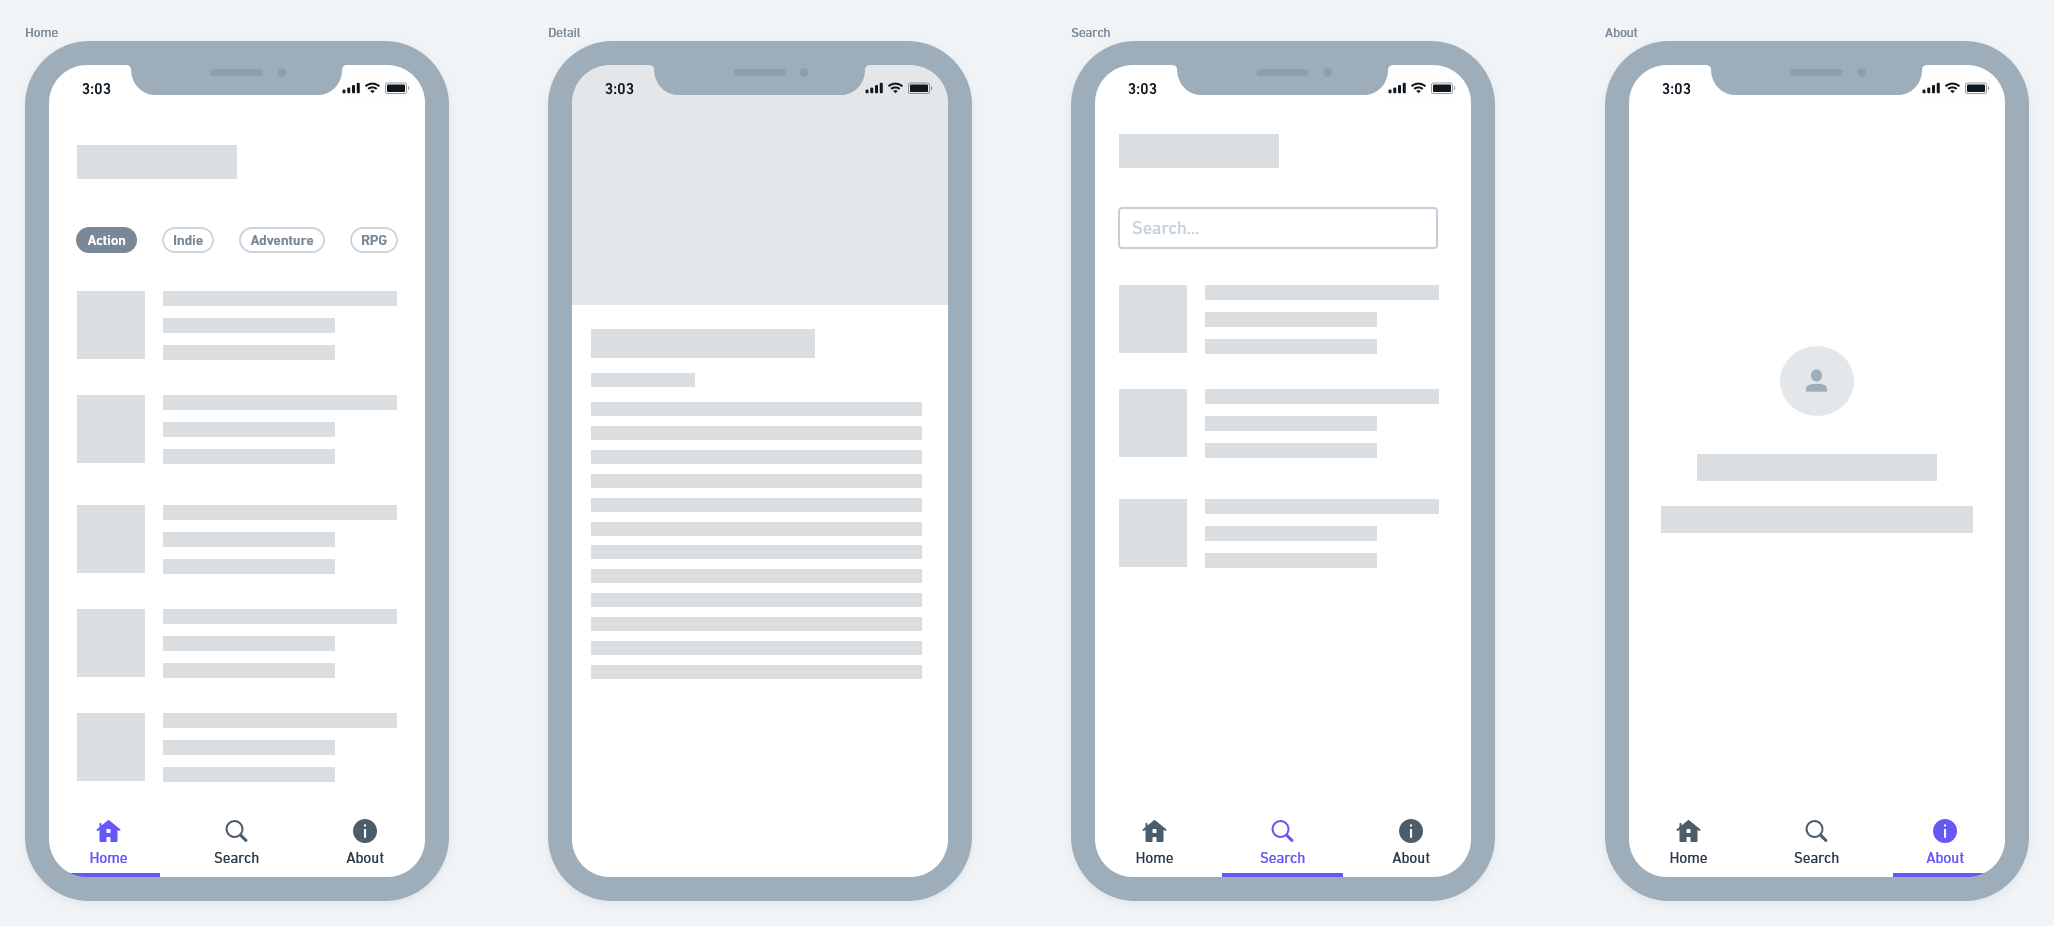 Home
3:03
Action
Indie
Adventure
RPG
Home
Search
About
Detail
3:03
Search
3:03
Search...
Home
Search
About
About
3:03
Home
Search
About